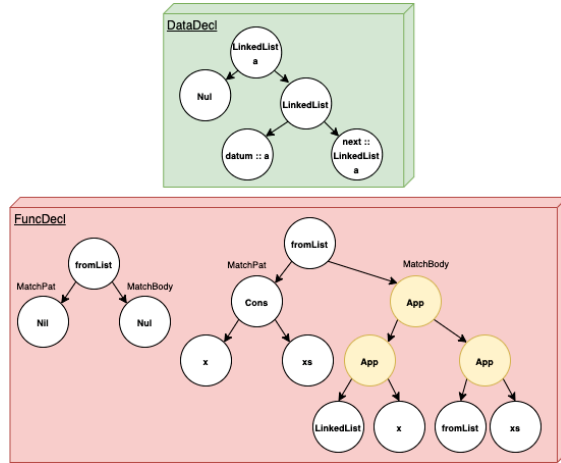 DataDecl
LinkedList
a
Nul
LinkedList
datum :: a
next ::
LinkedList
a
FuncDecl
fromList
MatchPat
MatchBody
Nil
Nul
fromList
MatchPat
MatchBody
Cons
App
x
xs
App
App
LinkedList
x
fromList
xs